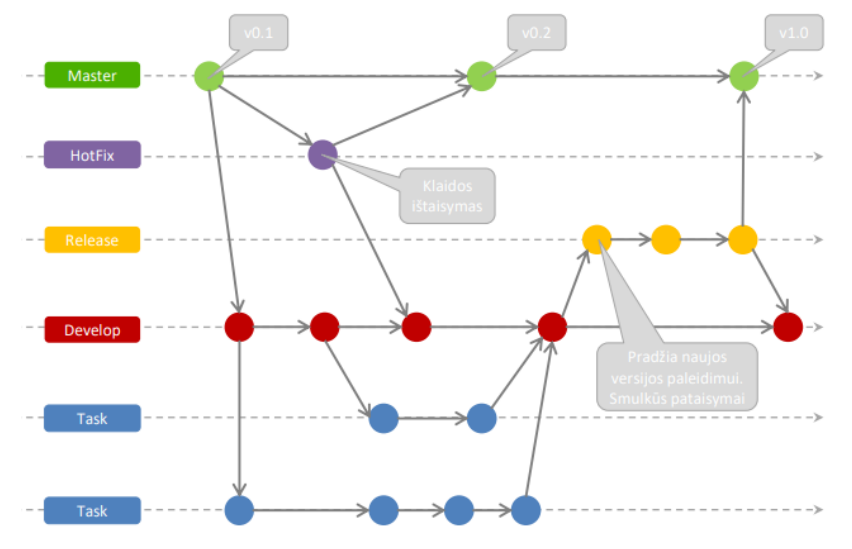 v0.1
v0.2
v1.0
Master
HotFix
Klaidos
ištaisymas
Release
Develop
Pradžia naujos
versijos paleidimui.
Smulkūs pataisymai
Task
Task